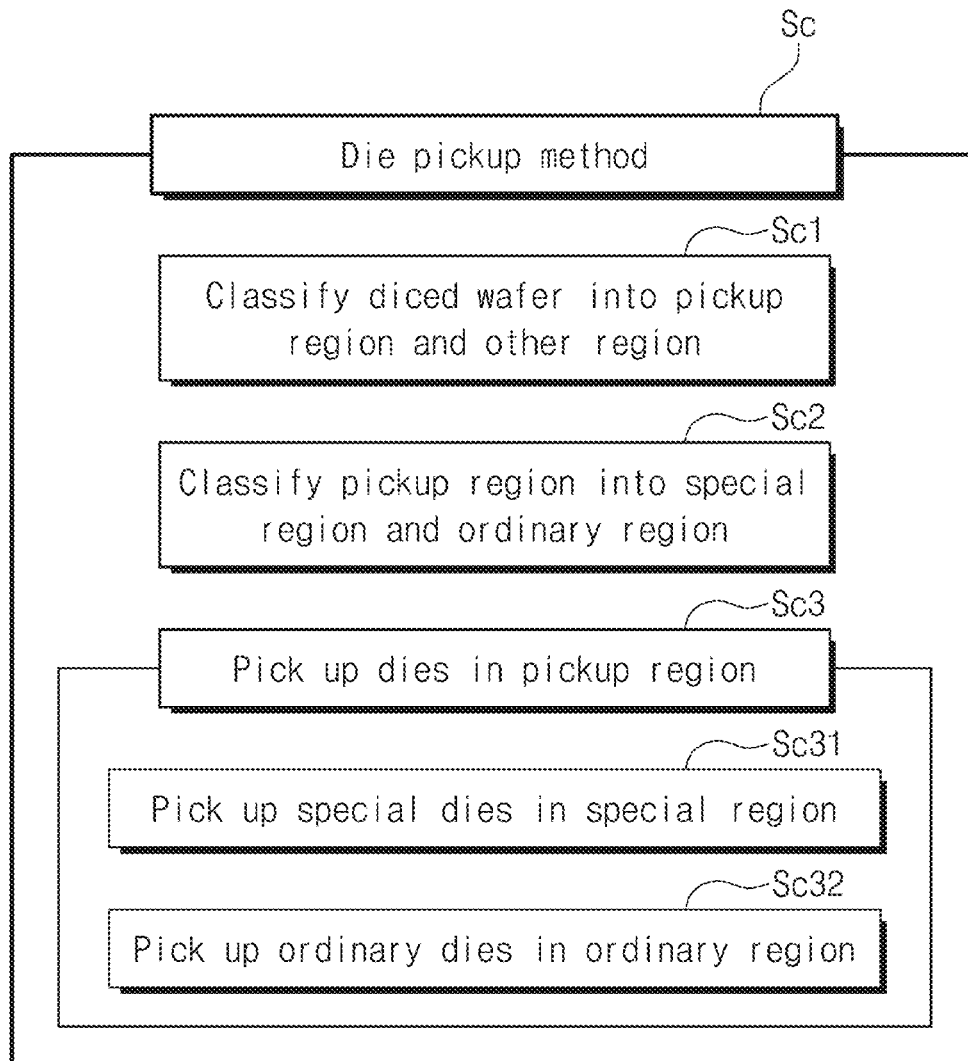 Sc
Die pickup method
Sc1
Classify diced wafer into pickup
region and other region
Sc2
Classify pickup region into special
region and ordinary region
Sc3
Pick up dies in pickup region
Sc31
Pick up special dies in special region
Sc32
Pick up ordinary dies in ordinary region